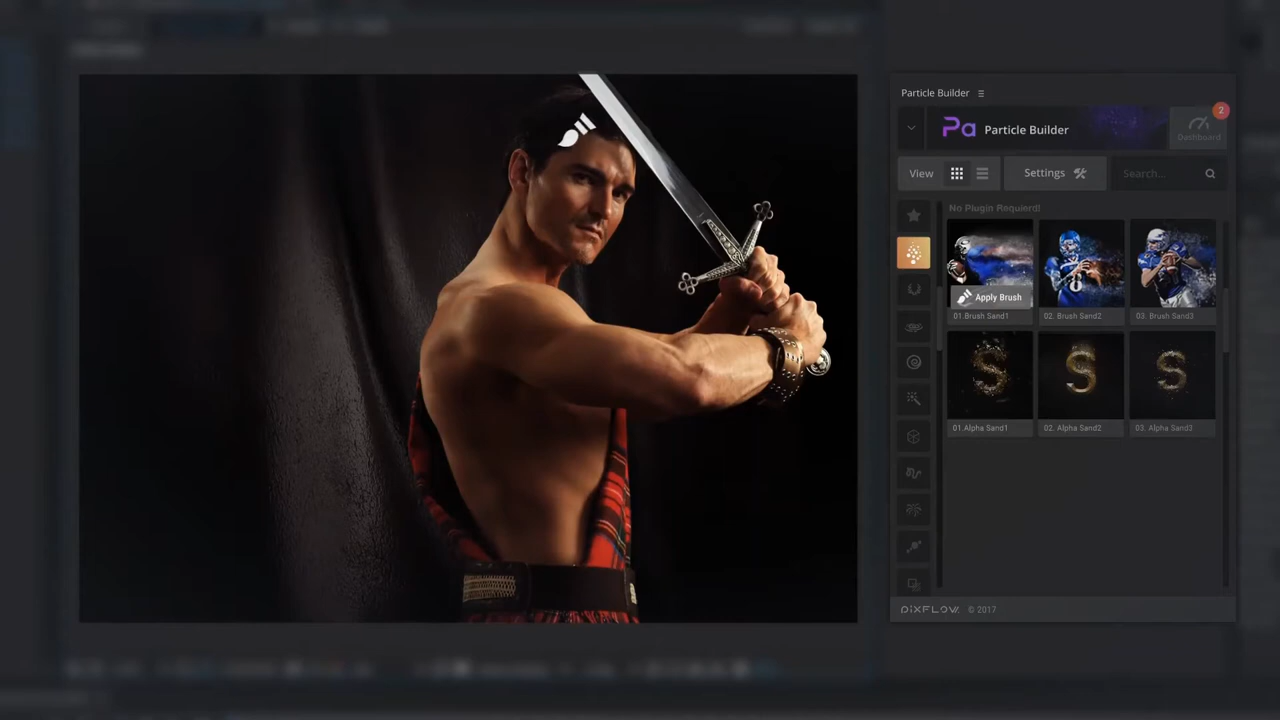 Particle Builder
2
Pa Particle Builder
Dashboard
View
Settings
Search...
No Plugin Required!
Apply Brush
01.Brush Sand1
02. Brush Sand2
03. Brush Sand3
01.Alpha Sand1
02. Alpha Sand2
03. Alpha Sand3
PIXFLOW. © 2017